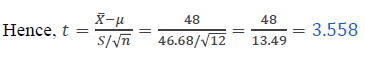 Hence, t = X̄−μ / S/√n = 48 / 46.68/√12 = 48 / 13.49 = 3.558